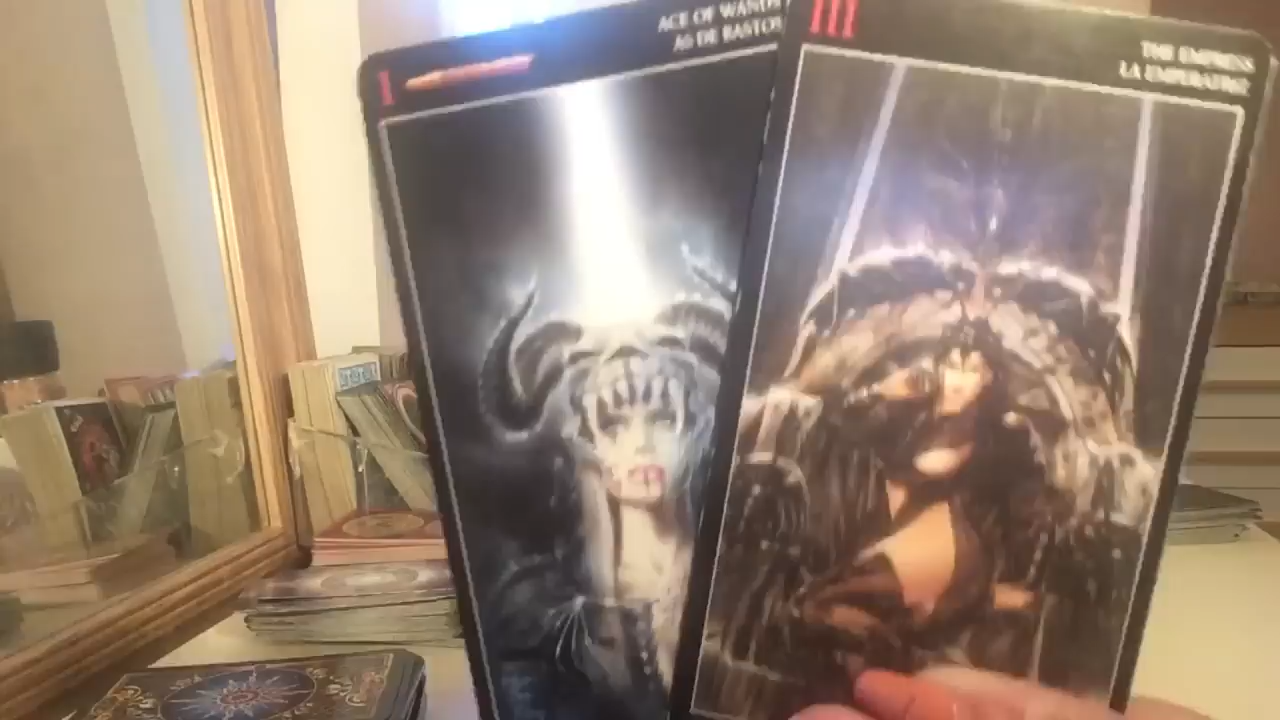 I
ACE OF WANDS
AS DE BASTOS
III
THE EMPRESS
LA EMPERATRIZ